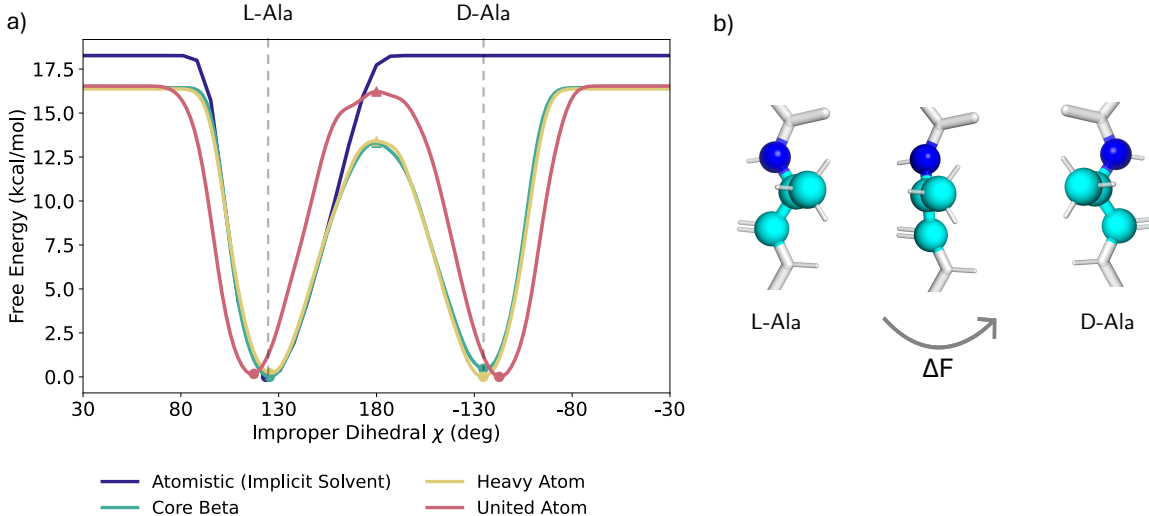 a)
L-Ala
D-Ala
Free Energy (kcal/mol)
17.5
15.0
12.5
10.0
7.5
5.0
2.5
0.0
30
80
130
180
-130
-80
-30
Improper Dihedral χ (deg)
Atomistic (Implicit Solvent)
Core Beta
Heavy Atom
United Atom
b)
L-Ala
D-Ala
ΔF